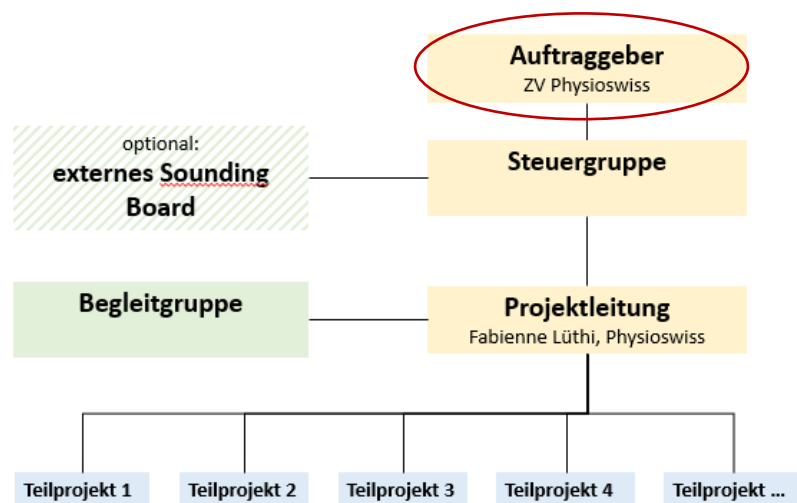 Auftraggeber
ZV Physioswiss
optional:
externes Sounding
Board
Steuergruppe
Begleitgruppe
Projektleitung
Fabienne Lüthi, Physioswiss
Teilprojekt 1
Teilprojekt 2
Teilprojekt 3
Teilprojekt 4
Teilprojekt ...